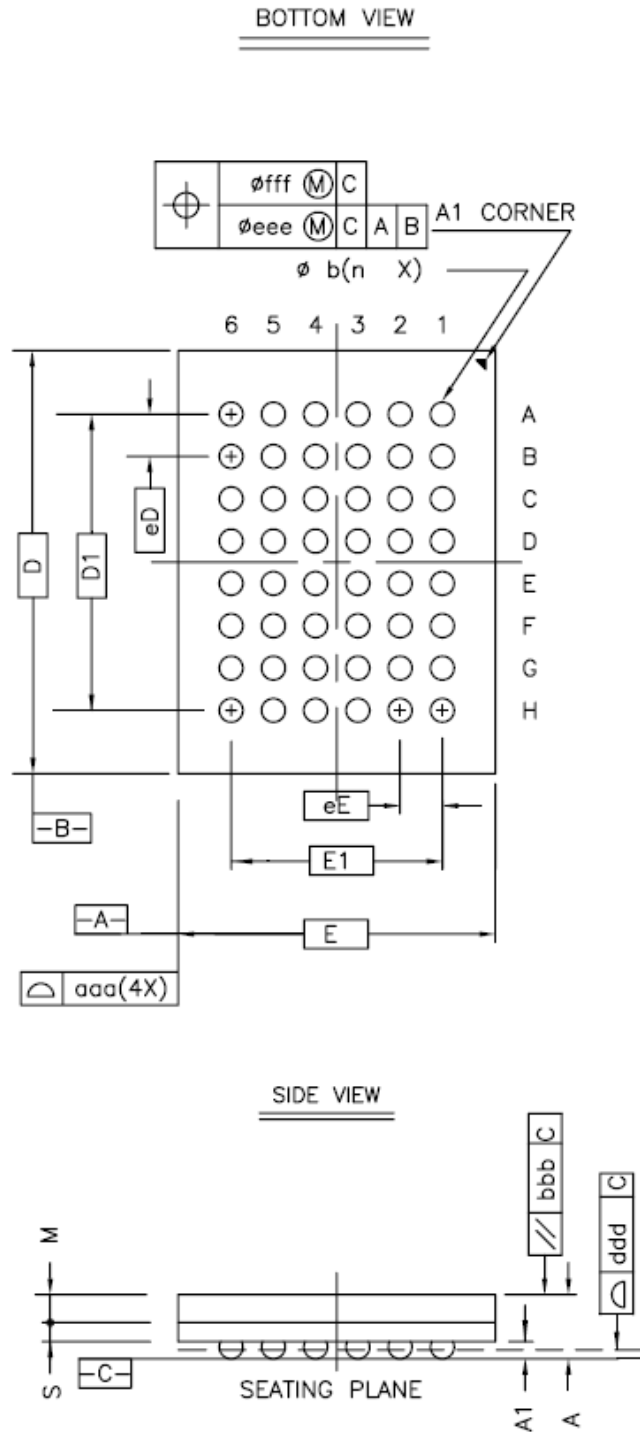 BOTTOM VIEW
øfff Ⓜ C
øeee Ⓜ C A B
A1 CORNER
ø b(n X)
6 5 4 3 2 1
A
B
C
D
E
F
G
H
eD
D1
D
eE
E1
E
-B-
-A-
aaa(4X)
SIDE VIEW
// bbb C
ddd C
M
S
-C-
SEATING PLANE
A1
A